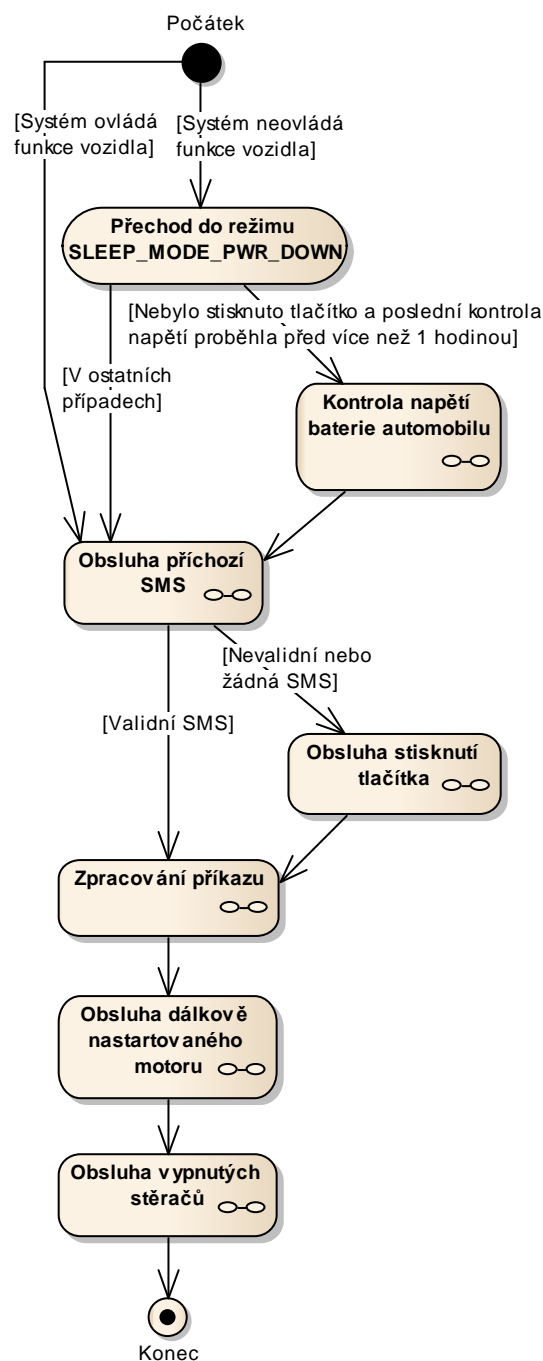 Počátek
[Systém ovládá
funkce vozidla]
[Systém neovládá
funkce vozidla]
Přechod do režimu
SLEEP_MODE_PWR_DOWN
[Nebylo stisknuto tlačítko a poslední kontrola
napětí proběhla před více než 1 hodinou]
[V ostatních
případech]
Kontrola napětí
baterie automobilu
Obsluha příchozí
SMS
[Nevalidní nebo
žádná SMS]
[Validní SMS]
Obsluha stisknutí
tlačítka
Zpracování příkazu
Obsluha dálkově
nastartovaného
motoru
Obsluha vypnutých
stěračů
Konec